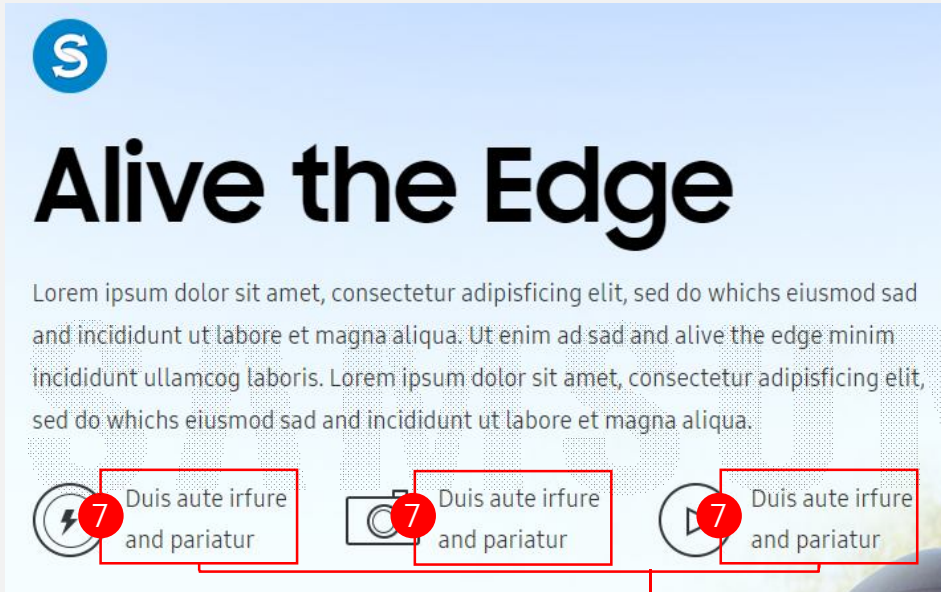 S
Alive the Edge
Lorem ipsum dolor sit amet, consectetur adipisficing elit, sed do whichs eiusmod sad
and incididunt ut labore et magna aliqua. Ut enim ad sad and alive the edge minim
incididunt ullamcog laboris. Lorem ipsum dolor sit amet, consectetur adipisficing elit,
sed do whichs eiusmod sad and incididunt ut labore et magna aliqua.
SAMSUN
7 Duis aute irfure 7 Duis aute irfure 7 Duis aute irfure
and pariatur and pariatur and pariatur